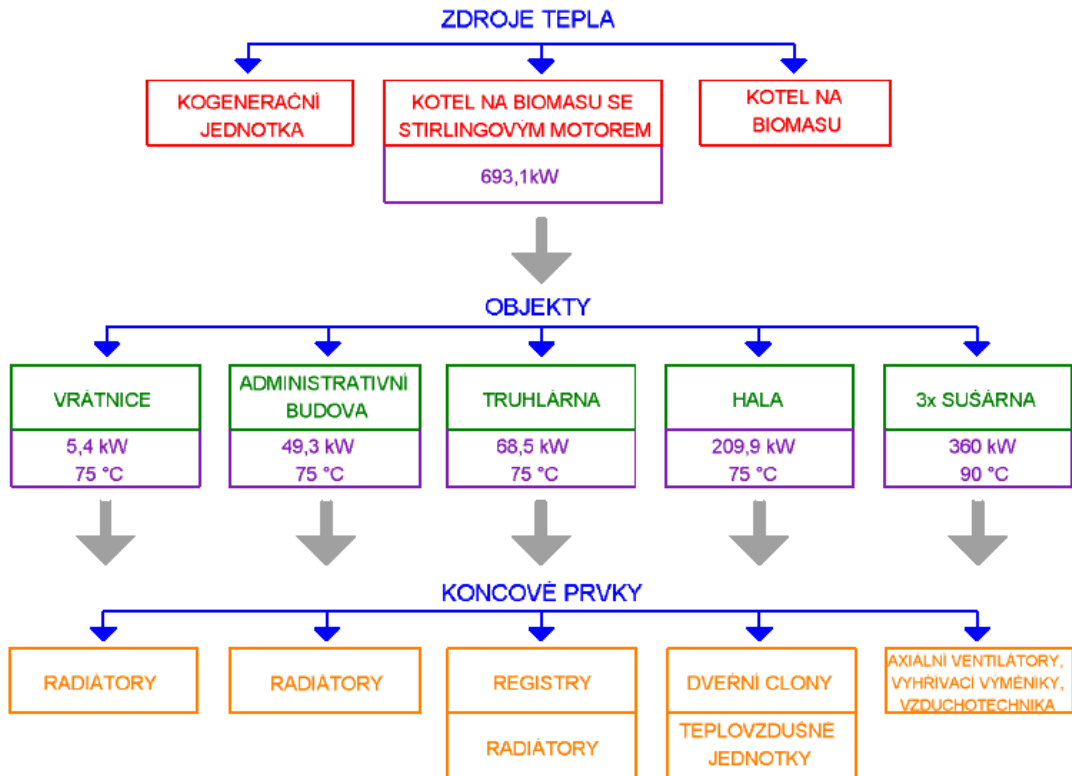 ZDROJE TEPLA
KOGENERAČNÍ
JEDNOTKA
KOTEL NA BIOMASU SE
STIRLINGOVÝM MOTOREM
693,1kW
KOTEL NA
BIOMASU
OBJEKTY
VRÁTNICE
5,4 kW
75 °C
ADMINISTRATIVNÍ
BUDOVA
49,3 kW
75 °C
TRUHLÁRNA
68,5 kW
75 °C
HALA
209,9 kW
75 °C
3x SUŠÁRNA
360 kW
90 °C
KONCOVÉ PRVKY
RADIÁTORY
RADIÁTORY
REGISTRY
RADIÁTORY
DVEŘNÍ CLONY
TEPLOVZDUŠNÉ
JEDNOTKY
AXIÁLNÍ VENTILÁTORY,
VYHŘÍVACÍ VÝMĚNÍKY,
VZDUCHOTECHNIKA